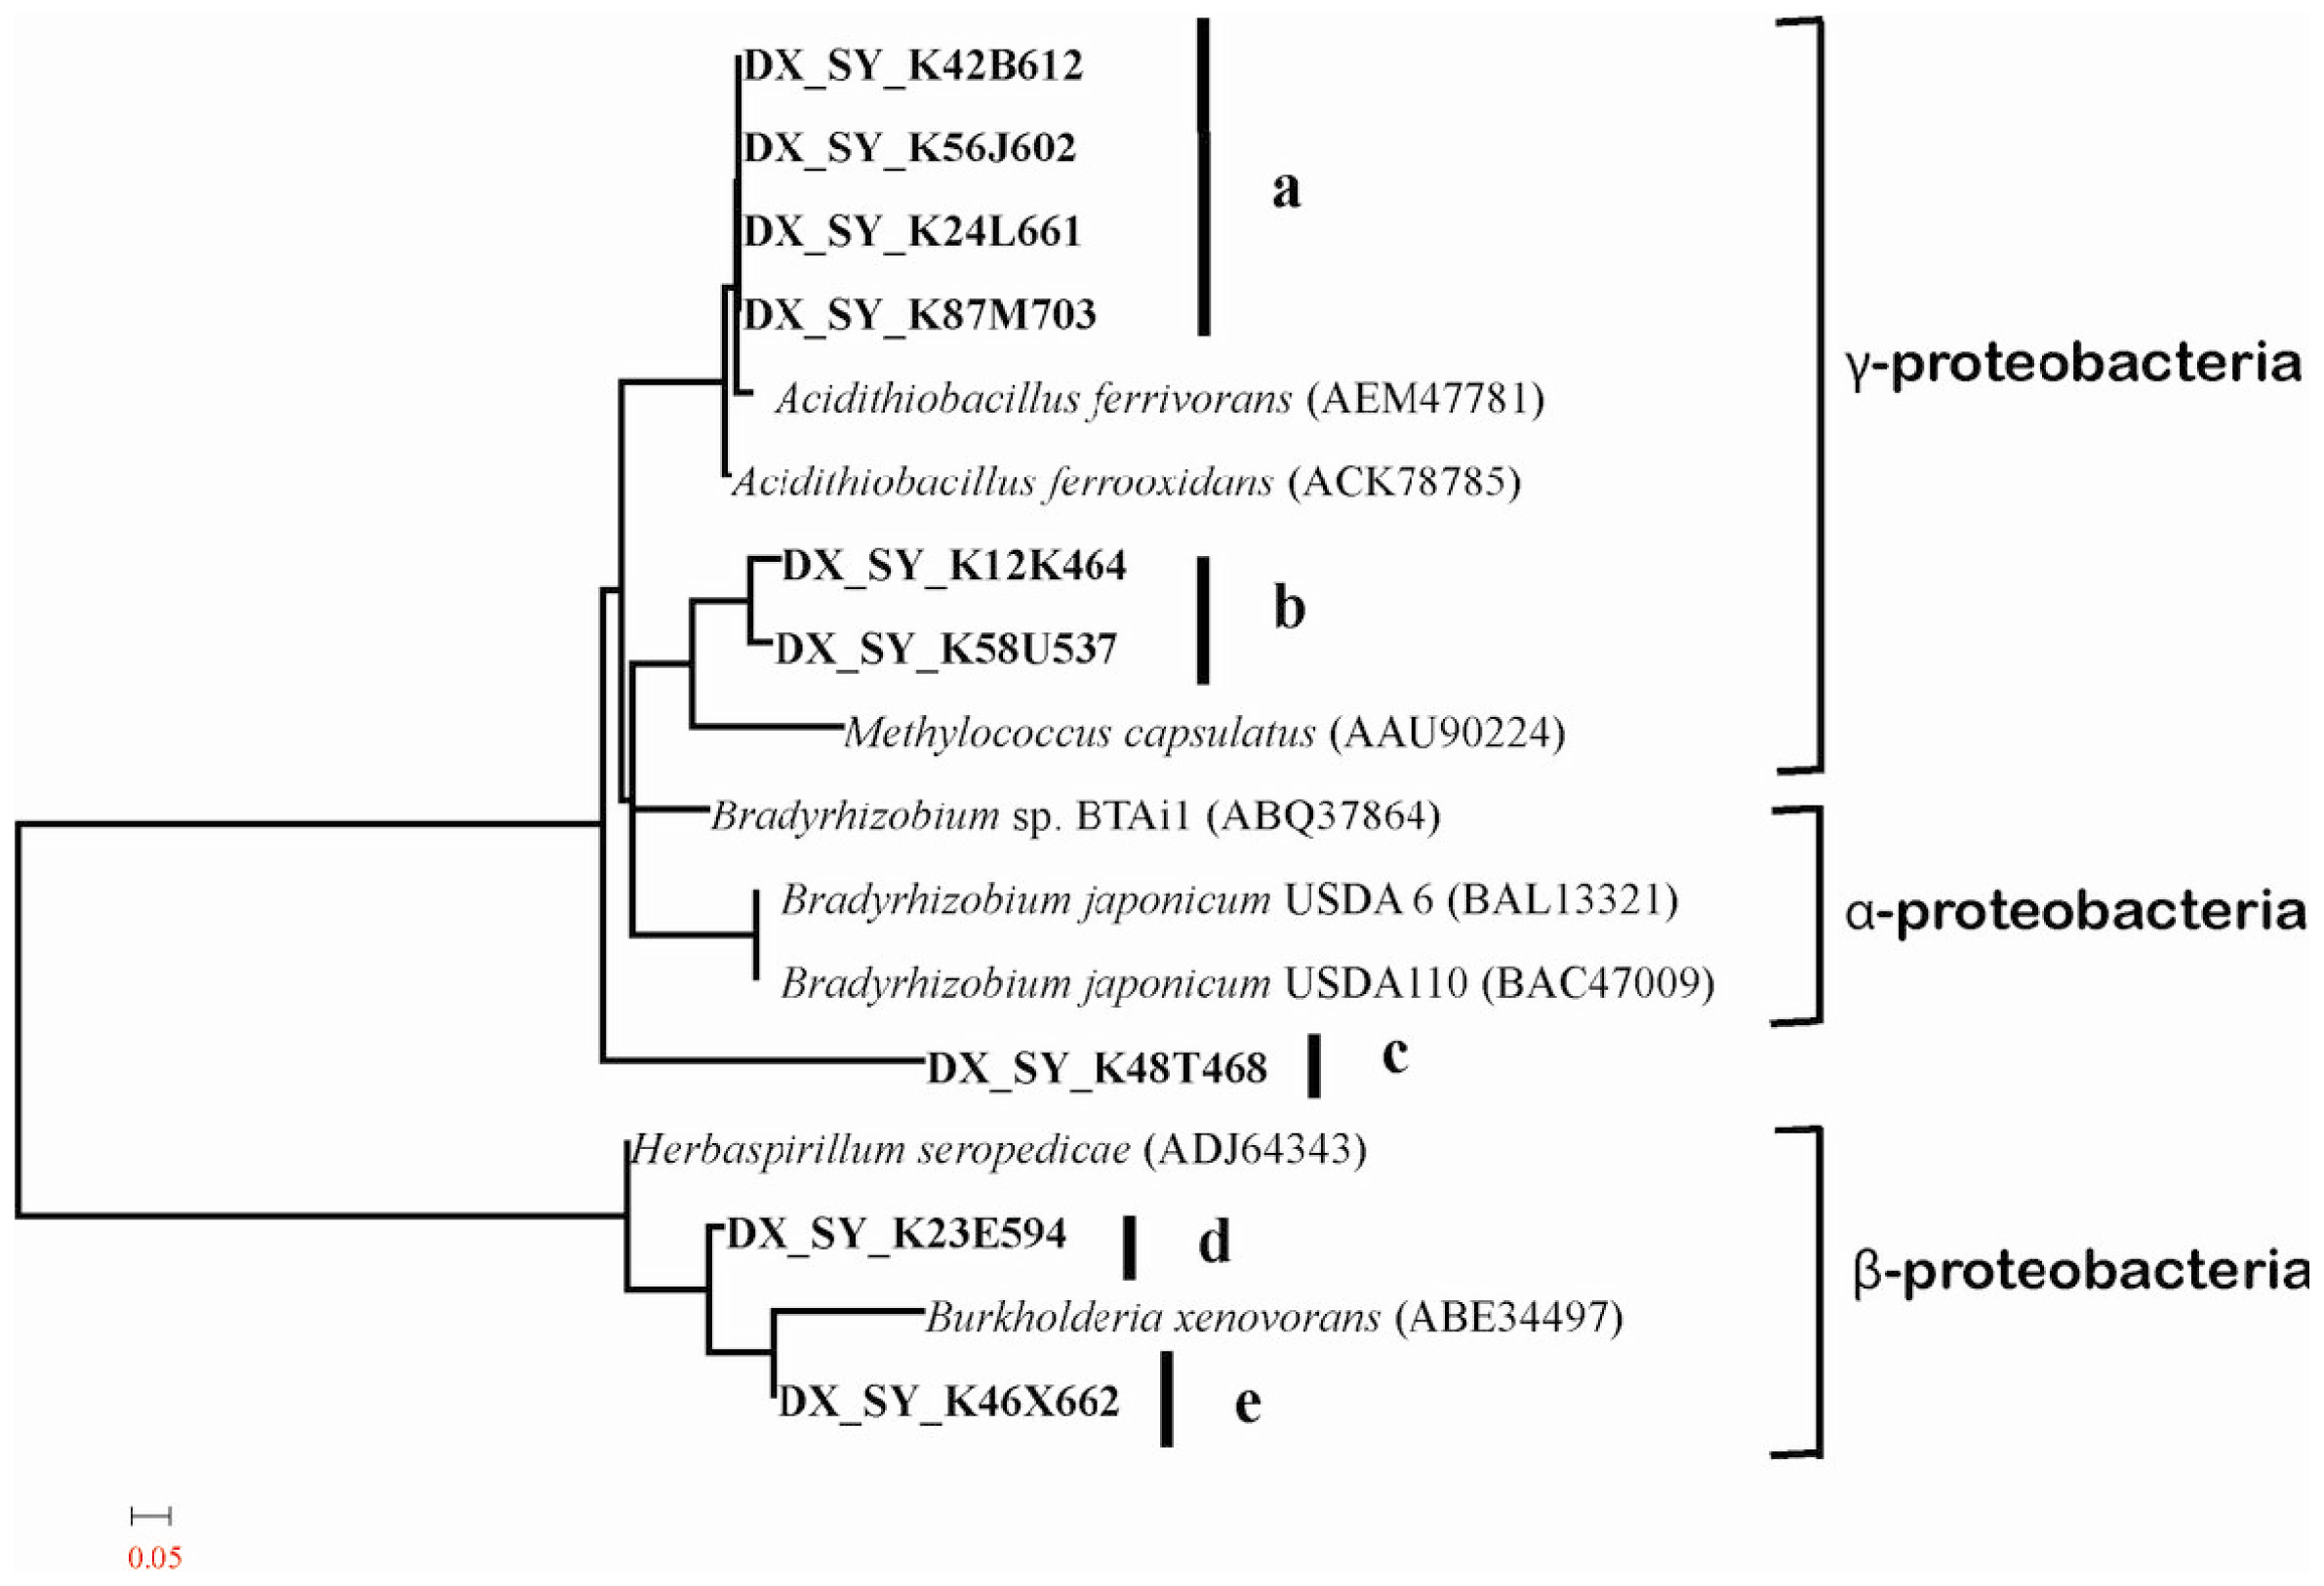 DX_SY_K42B612
DX_SY_K56J602
a
DX_SY_K24L661
DX_SY_K87M703
γ-proteobacteria
Acidithiobacillus ferrivorans (AEM47781)
Acidithiobacillus ferrooxidans (ACK78785)
DX_SY_K12K464
b
DX_SY_K58U537
Methylococcus capsulatus (AAU90224)
Bradyrhizobium sp. BTAi1 (ABQ37864)
Bradyrhizobium japonicum USDA 6 (BAL13321)
α-proteobacteria
Bradyrhizobium japonicum USDA110 (BAC47009)
DX_SY_K48T468
c
Herbaspirillum seropedicae (ADJ64343)
DX_SY_K23E594
d
β-proteobacteria
Burkholderia xenovorans (ABE34497)
DX_SY_K46X662
e
0.05